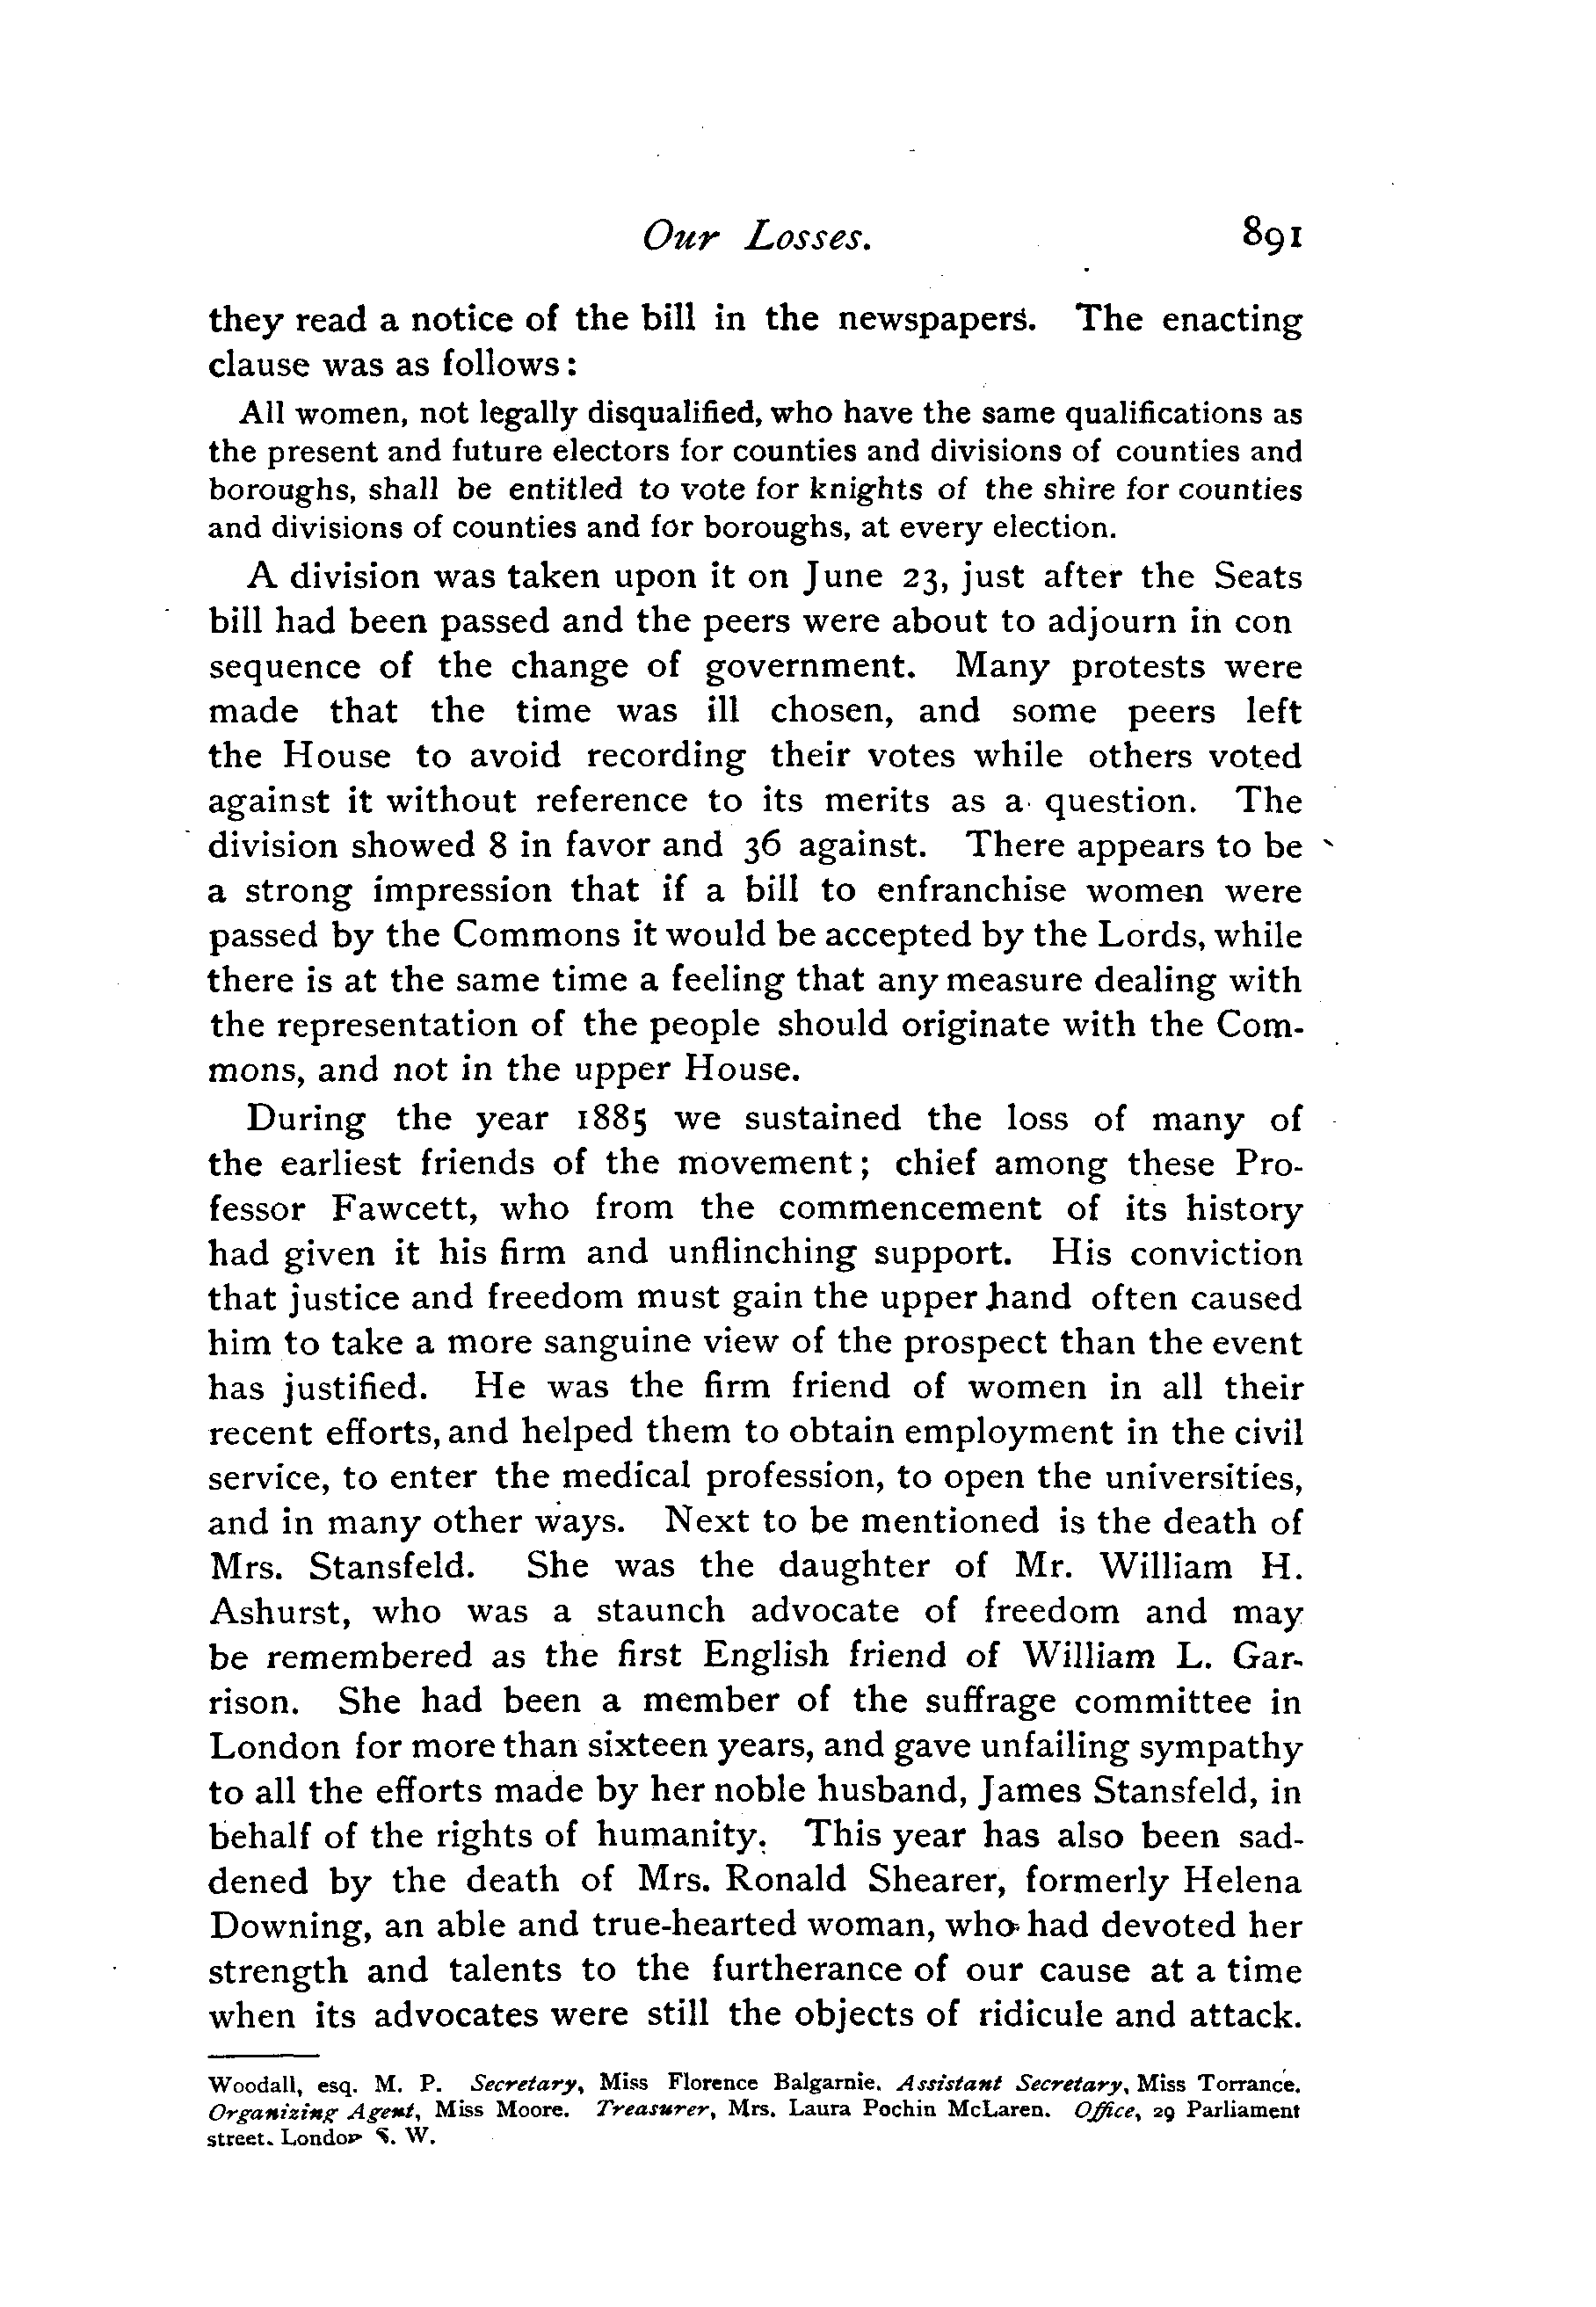 Our Losses. 891
they read a notice of the bill in the newspapers. The enacting
clause was as follows:
All women, not legally disqualified, who have the same qualifications as
the present and future electors for counties and divisions of counties and
boroughs, shall be entitled to vote for knights of the shire for counties
and divisions of counties and for boroughs, at every election.
A division was taken upon it on June 23, just after the Seats
bill had been passed and the peers were about to adjourn in con
sequence of the change of government. Many protests were
made that the time was ill chosen, and some peers left
the House to avoid recording their votes while others voted
against it without reference to its merits as a question. The
division showed 8 in favor and 36 against. There appears to be
a strong impression that if a bill to enfranchise women were
passed by the Commons it would be accepted by the Lords, while
there is at the same time a feeling that any measure dealing with
the representation of the people should originate with the Com-
mons, and not in the upper House.
During the year 1885 we sustained the loss of many of
the earliest friends of the movement; chief among these Pro-
fessor Fawcett, who from the commencement of its history
had given it his firm and unflinching support. His conviction
that justice and freedom must gain the upper hand often caused
him to take a more sanguine view of the prospect than the event
has justified. He was the firm friend of women in all their
recent efforts, and helped them to obtain employment in the civil
service, to enter the medical profession, to open the universities,
and in many other ways. Next to be mentioned is the death of
Mrs. Stansfeld. She was the daughter of Mr. William H.
Ashurst, who was a staunch advocate of freedom and may
be remembered as the first English friend of William L. Gar-
rison. She had been a member of the suffrage committee in
London for more than sixteen years, and gave unfailing sympathy
to all the efforts made by her noble husband, James Stansfeld, in
behalf of the rights of humanity. This year has also been sad-
dened by the death of Mrs. Ronald Shearer, formerly Helena
Downing, an able and true-hearted woman, who had devoted her
strength and talents to the furtherance of our cause at a time
when its advocates were still the objects of ridicule and attack.
Woodall, esq. M. P. Secretary, Miss Florence Balgarnie. Assistant Secretary, Miss Torrance.
Organizing Agent, Miss Moore. Treasurer, Mrs. Laura Pochin McLaren. Office, 29 Parliament
street. London S. W.